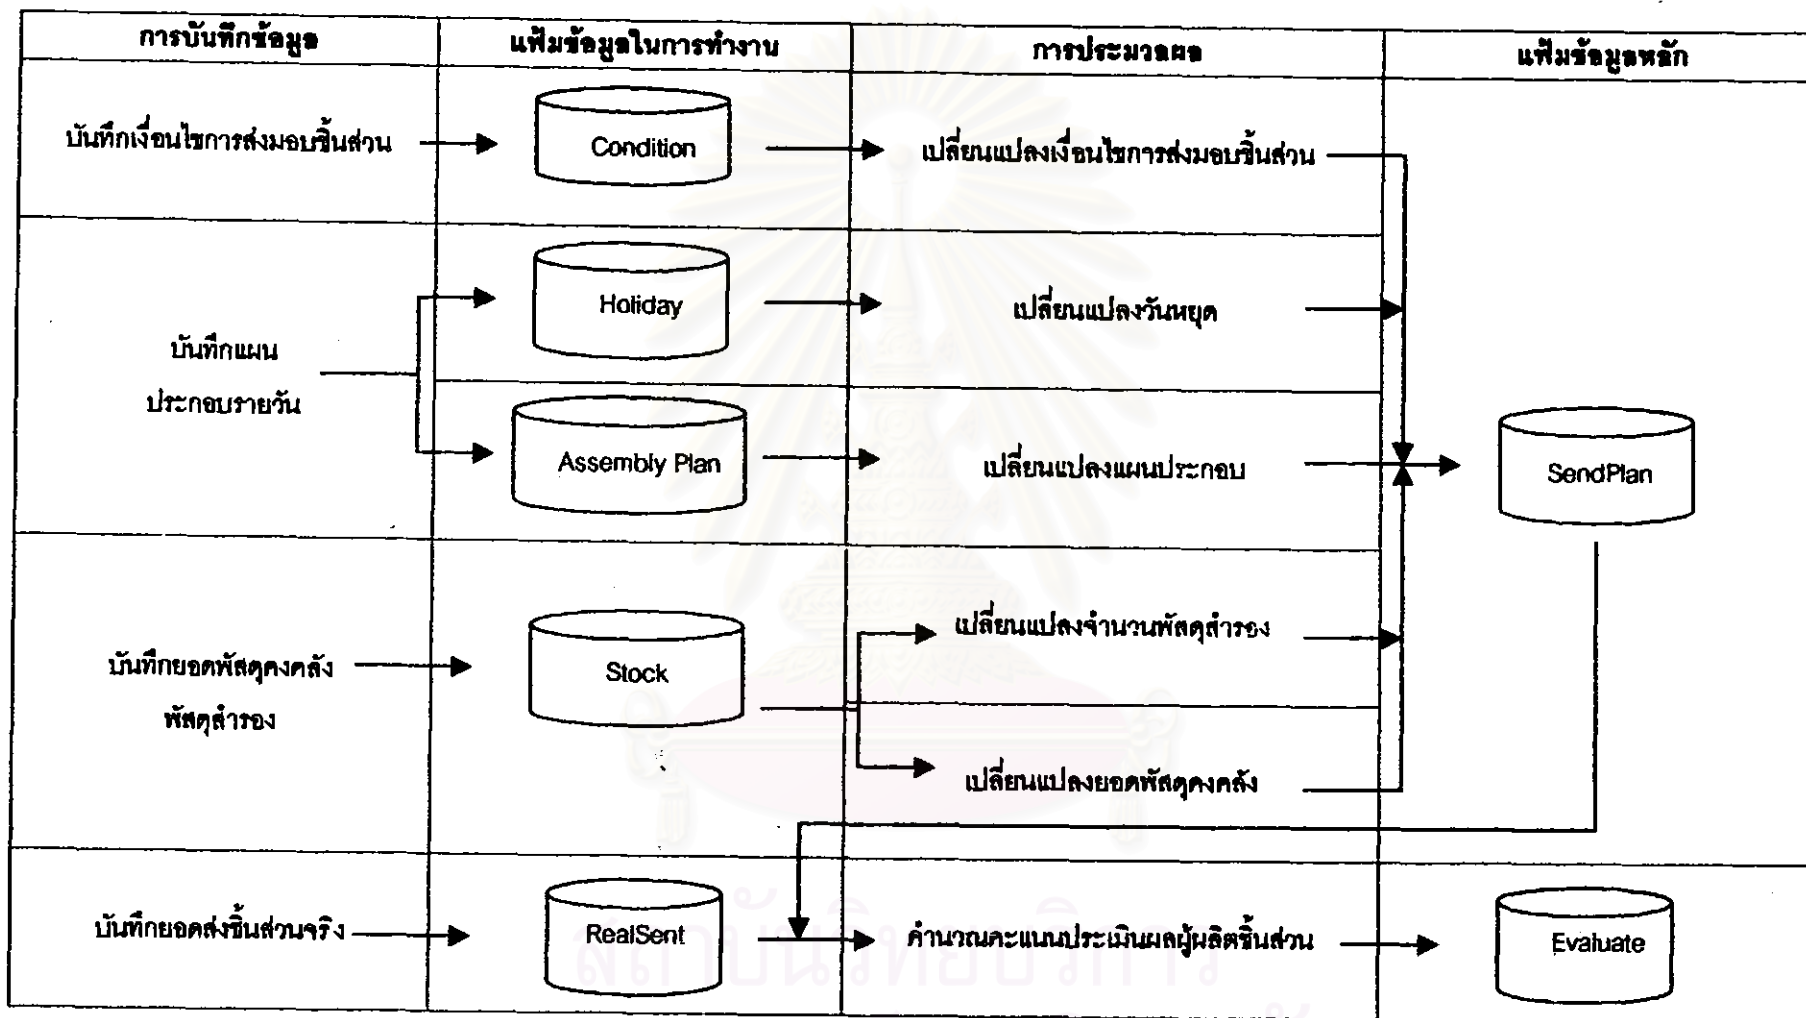 การบันทึกข้อมูล แฟ้มข้อมูลในการทำงาน การประมวลผล แฟ้มข้อมูลหลัก
บันทึกเงื่อนไขการส่งมอบชิ้นส่วน Condition เปลี่ยนแปลงเงื่อนไขการส่งมอบชิ้นส่วน
Holiday เปลี่ยนแปลงวันหยุด
บันทึกแผน
ประกอบรายวัน
Assembly Plan เปลี่ยนแปลงแผนประกอบ SendPlan
เปลี่ยนแปลงจำนวนพัสดุสำรอง
บันทึกยอดพัสดุคงคลัง Stock
พัสดุสำรอง
เปลี่ยนแปลงยอดพัสดุคงคลัง
บันทึกยอดส่งชิ้นส่วนจริง RealSent คำนวณคะแนนประเมินผลผู้ผลิตชิ้นส่วน Evaluate
สถาบันวิทยบริการ